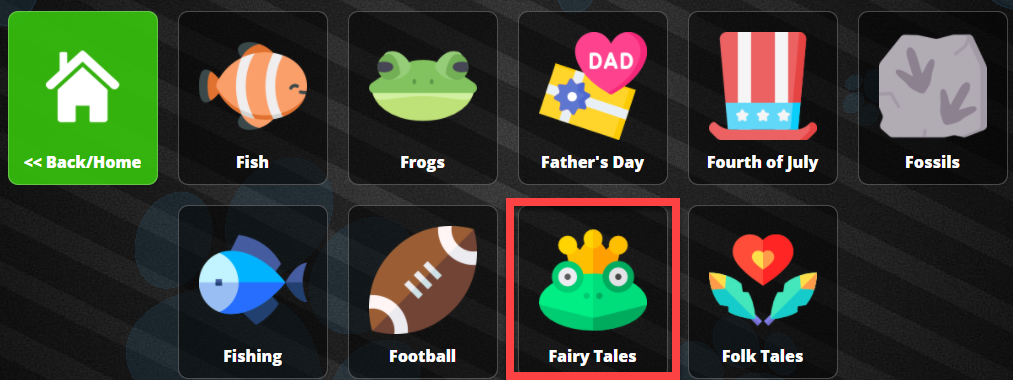 << Back/Home
Fish
Frogs
DAD
Father's Day
Fourth of July
Fossils
Fishing
Football
Fairy Tales
Folk Tales